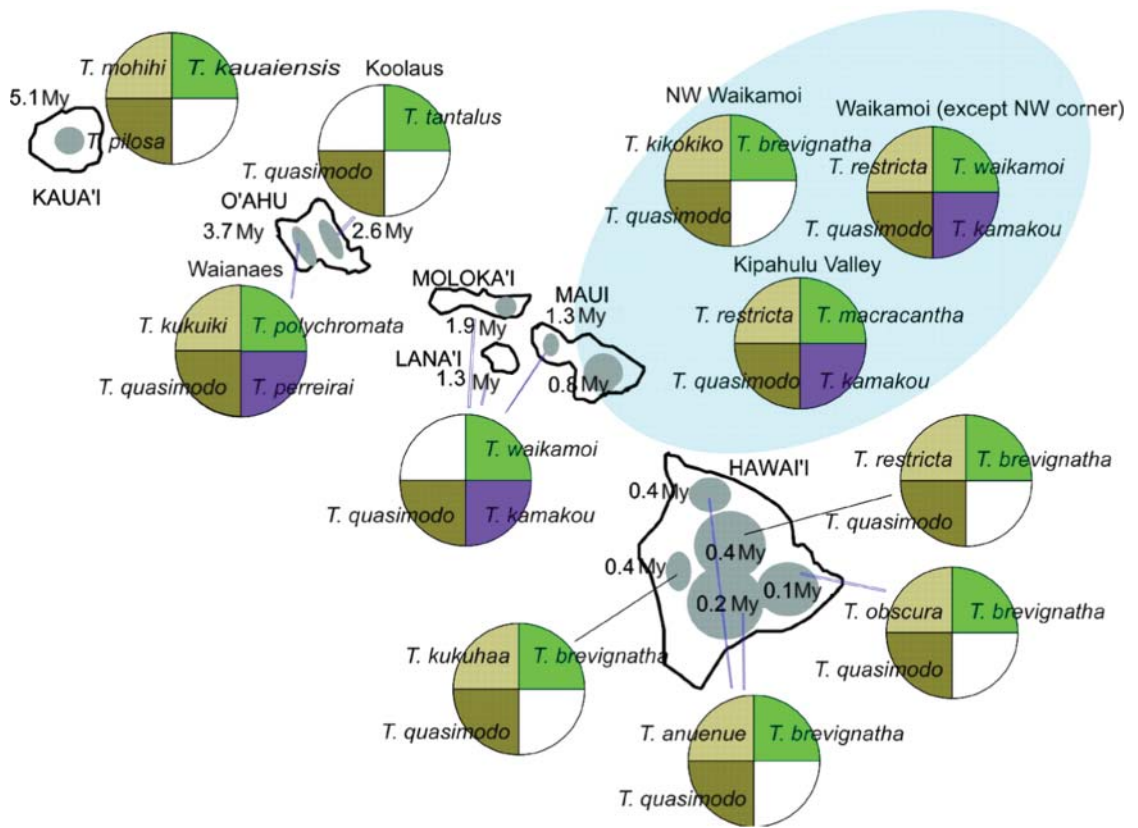 T. mohihi T. kauaiensis
T. pilosa
5.1 My
KAUA'I
Koolaus
T. tantalus
T. quasimodo
O'AHU
3.7 My
2.6 My
Waianaes
T. kukuiki T. polychromata
T. quasimodo T. perreirai
MOLOKA'I
1.9 My
LANA'I
1.3 My
MAUI
1.3 My
0.8 My
T. waikamoi
T. quasimodo T. kamakou
NW Waikamoi
T. kikokiko T. brevignatha
T. quasimodo
Waikamoi (except NW corner)
T. restricta T. waikamoi
T. quasimodo T. kamakou
Kipahulu Valley
T. restricta T. macracantha
T. quasimodo T. kamakou
HAWAI'I
0.4 My
0.4 My
0.4 My
0.2 My
0.1 My
T. restricta T. brevignatha
T. quasimodo
T. obscura T. brevignatha
T. quasimodo
T. kukuhaa T. brevignatha
T. quasimodo
T. anuenue T. brevignatha
T. quasimodo